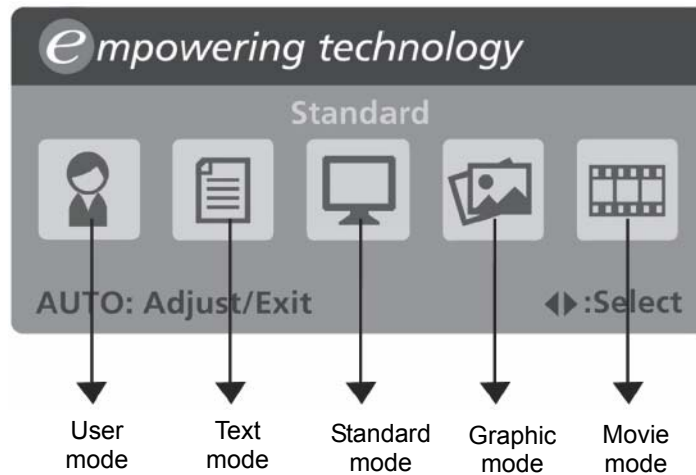 empowering technology
Standard
AUTO: Adjust/Exit ◀▶:Select
User mode
Text mode
Standard mode
Graphic mode
Movie mode